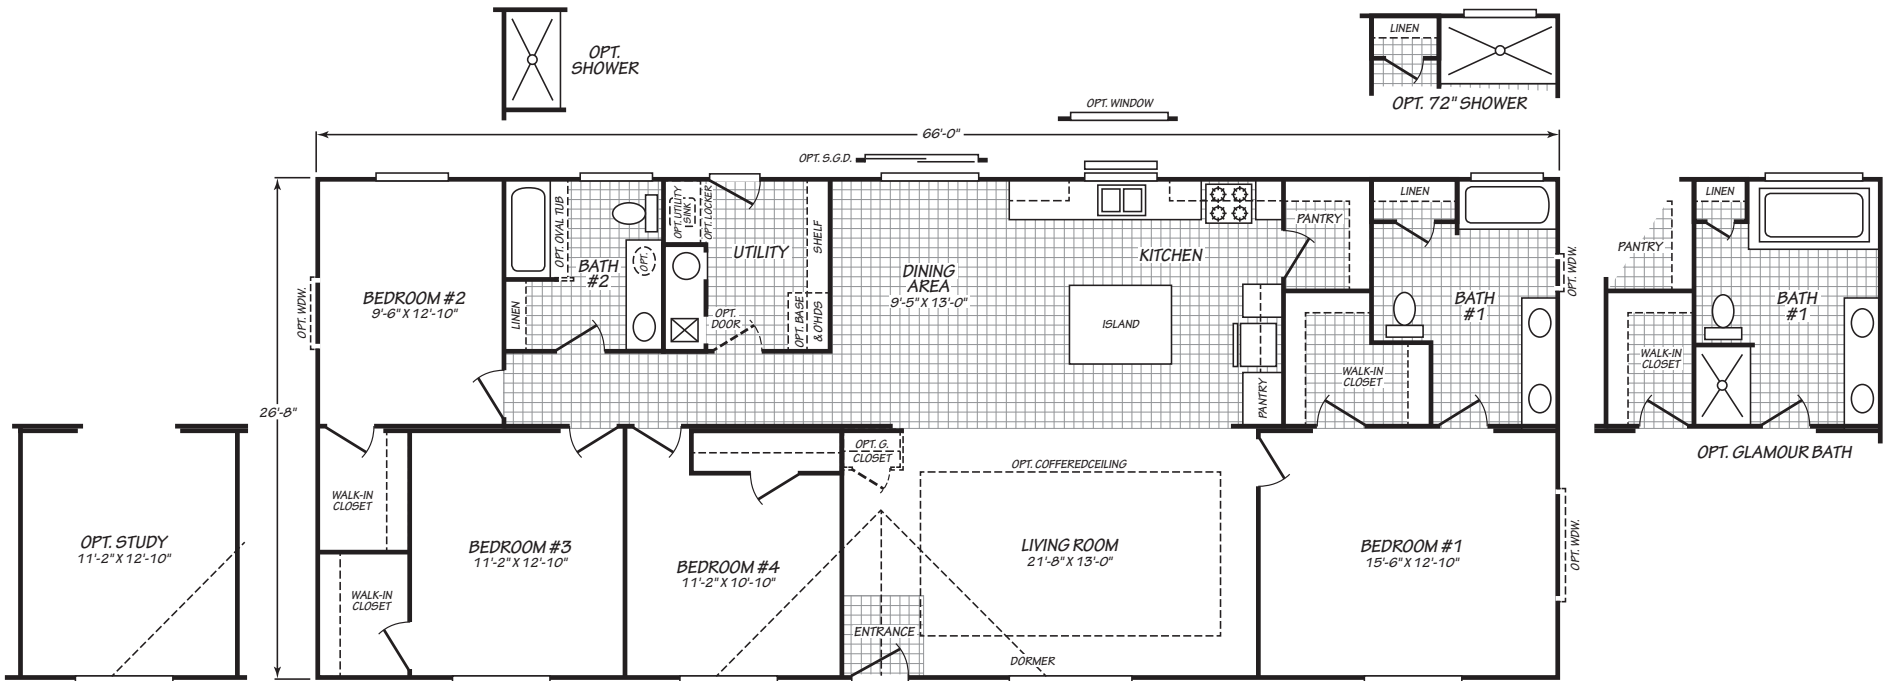 OPT.
SHOWER
LINEN
OPT. 72" SHOWER
OPT. WINDOW
66'-0"
OPT. S.G.D.
26'-8"
OPT. WDW.
BEDROOM #2
9'-6" X 12'-10"
OPT. OVAL TUB
LINEN
BATH
#2
OPT.
OPT. UTILITY
SINK
OPT. LOCKER
UTILITY
SHELF
OPT.
DOOR
OPT. BASE
& O'HDS
DINING
AREA
9'-5" X 13'-0"
KITCHEN
ISLAND
PANTRY
PANTRY
LINEN
BATH
#1
OPT. WDW.
WALK-IN
CLOSET
LINEN
PANTRY
WALK-IN
CLOSET
BATH
#1
OPT. GLAMOUR BATH
OPT. STUDY
11'-2" X 12'-10"
WALK-IN
CLOSET
WALK-IN
CLOSET
BEDROOM #3
11'-2" X 12'-10"
BEDROOM #4
11'-2" X 10'-10"
OPT. G.
CLOSET
ENTRANCE
OPT. COFFEREDCEILING
LIVING ROOM
21'-8" X 13'-0"
DORMER
BEDROOM #1
15'-6" X 12'-10"
OPT. WDW.